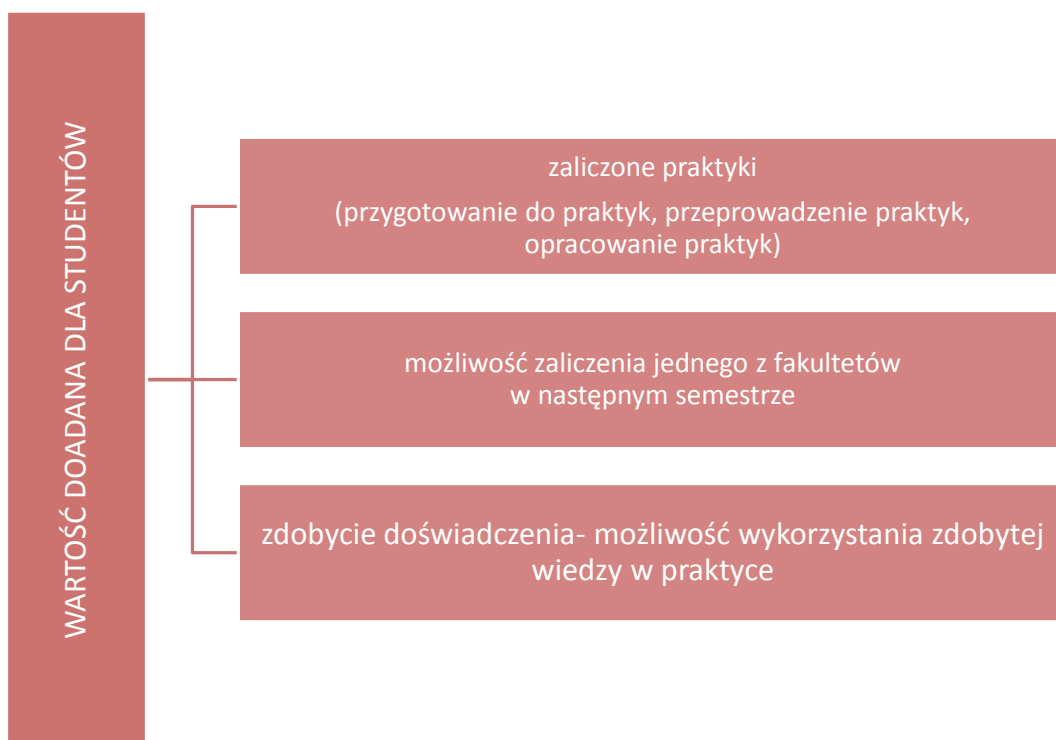 WARTOŚĆ DOADANA DLA STUDENTÓW
zaliczone praktyki
(przygotowanie do praktyk, przeprowadzenie praktyk,
opracowanie praktyk)
możliwość zaliczenia jednego z fakultetów
w następnym semestrze
zdobycie doświadczenia- możliwość wykorzystania zdobytej
wiedzy w praktyce